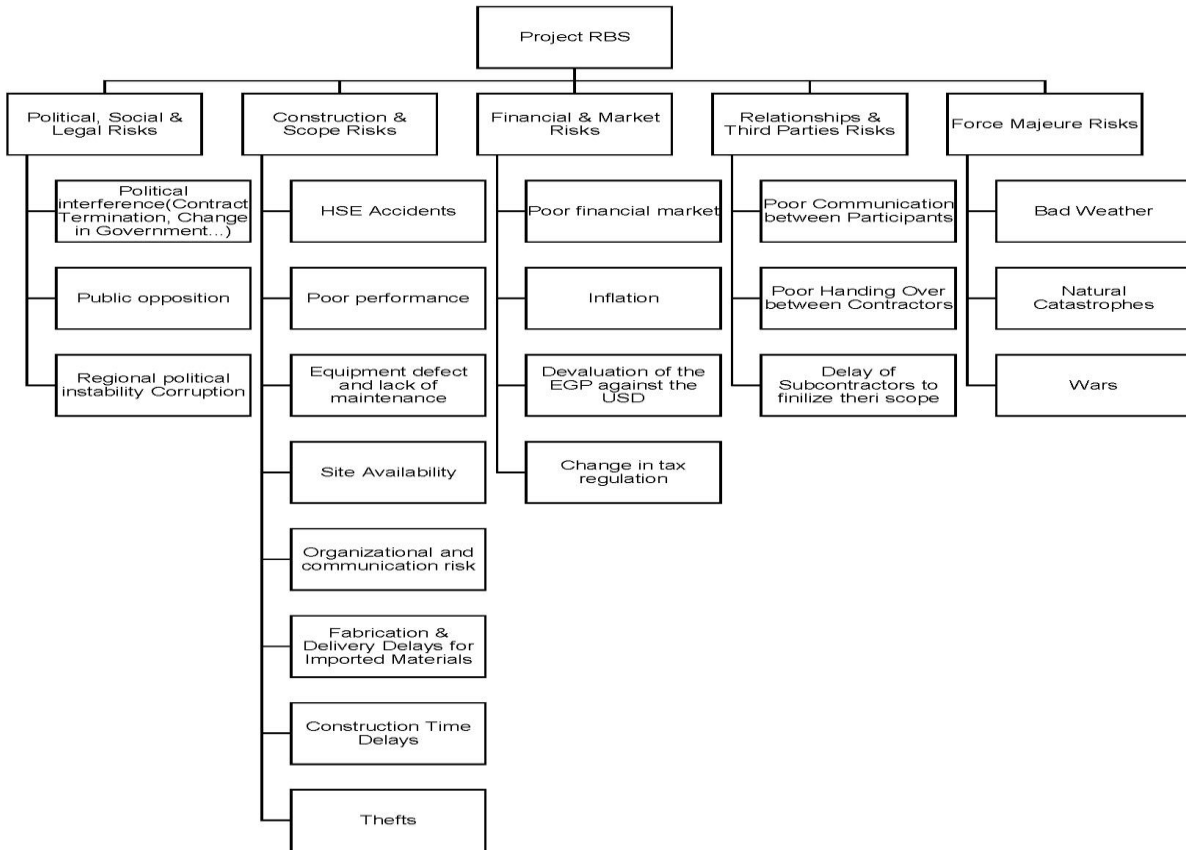 Project RBS
Political, Social &
Legal Risks
Construction &
Scope Risks
Financial & Market
Risks
Relationships &
Third Parties Risks
Force Majeure Risks
Political
interference(Contract
Termination, Change
in Government...)
Public opposition
Regional political
instability Corruption
HSE Accidents
Poor performance
Equipment defect
and lack of
maintenance
Site Availability
Organizational and
communication risk
Fabrication &
Delivery Delays for
Imported Materials
Construction Time
Delays
Thefts
Poor financial market
Inflation
Devaluation of the
EGP against the
USD
Change in tax
regulation
Poor Communication
between Participants
Poor Handing Over
between Contractors
Delay of
Subcontractors to
finilize theri scope
Bad Weather
Natural
Catastrophes
Wars